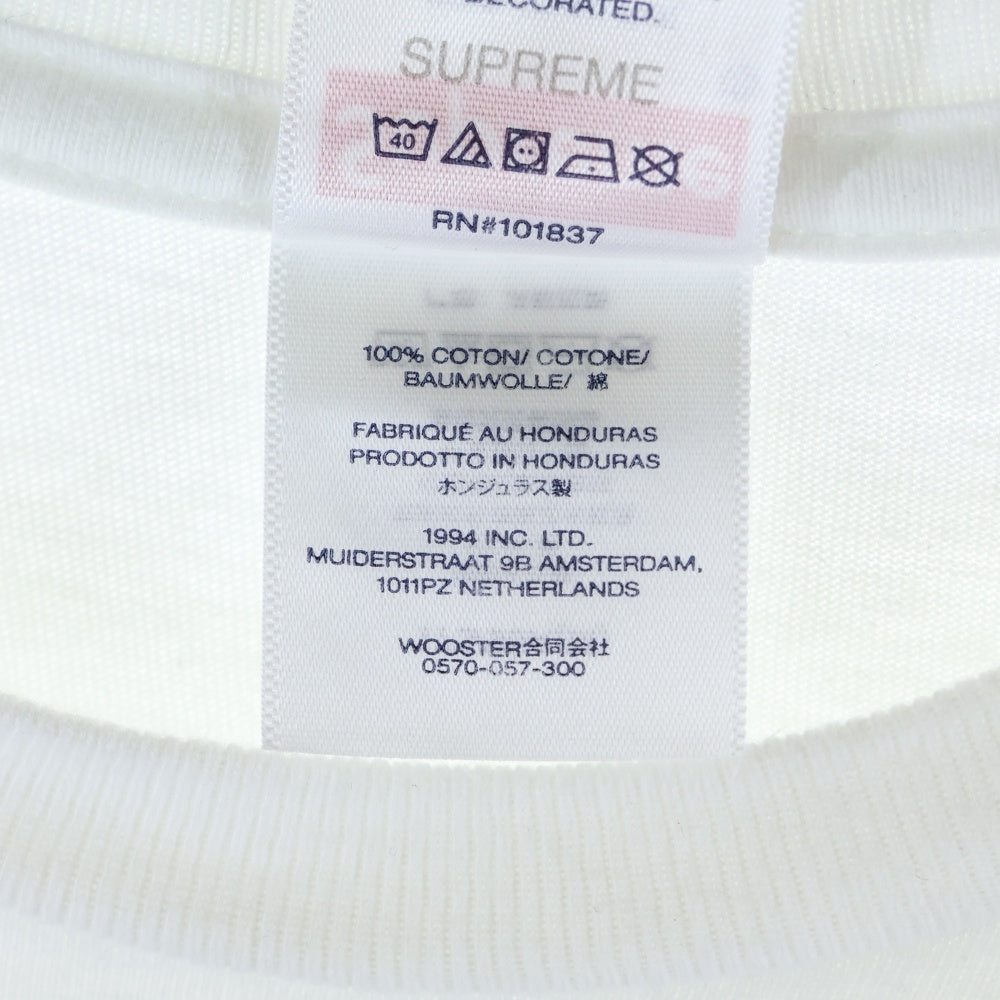 DECORATED.
SUPREME
40
RN#101837
100% COTON/ COTONE/
BAUMWOLLE/ 綿
FABRIQUÉ AU HONDURAS
PRODOTTO IN HONDURAS
ホンジュラス製
1994 INC. LTD.
MUIDERSTRAAT 9B AMSTERDAM,
1011PZ NETHERLANDS
WOOSTER合同会社
0570-057-300